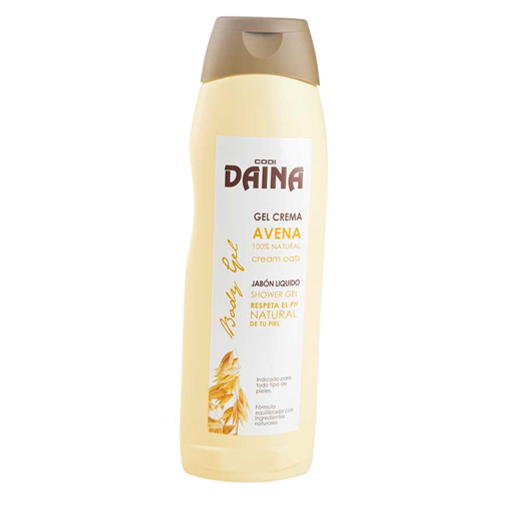 CODI
DAINA
GEL CREMA
AVENA
100% NATURAL
cream oats
Body Gel
JABÓN LIQUIDO
SHOWER GEL
RESPETA EL PH
NATURAL
DE TU PIEL
Indicado para
todo tipo de
pieles.
Fórmula
equilibrada con
ingredientes
naturales